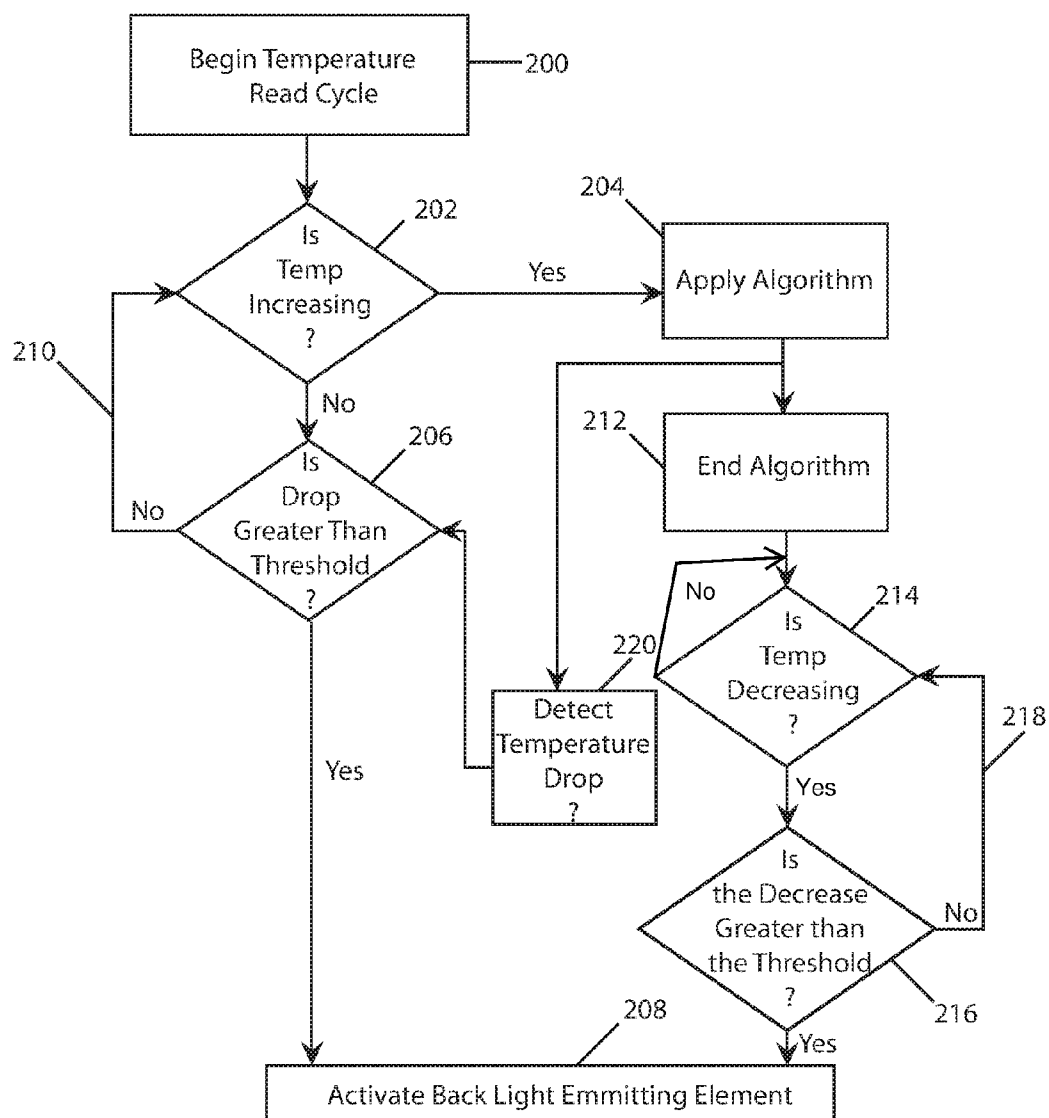 Begin Temperature
Read Cycle
200
202
Is
Temp
Increasing
?
Yes
204
Apply Algorithm
210
No
206
Is
Drop
Greater Than
Threshold
?
No
Yes
212
End Algorithm
No
214
Is
Temp
Decreasing
?
218
220
Detect
Temperature
Drop
?
Yes
Is
the Decrease
Greater than
the Threshold
?
No
216
Yes
208
Activate Back Light Emmitting Element